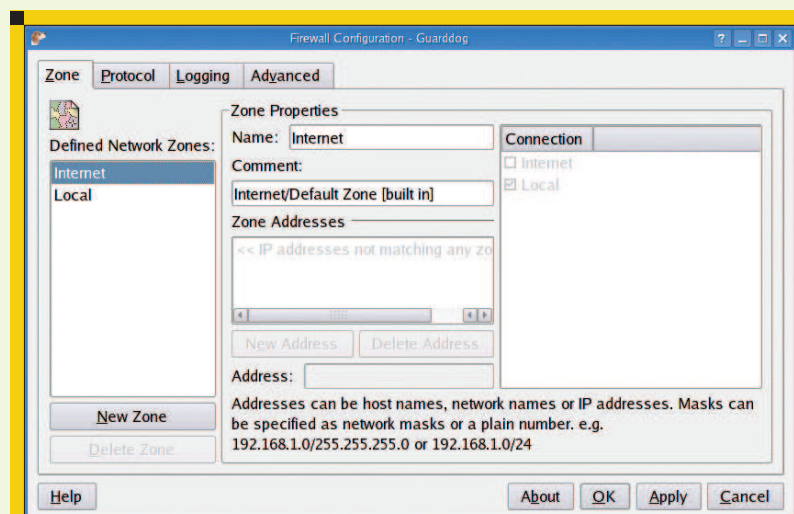 Firewall Configuration - Guarddog
Zone Protocol Logging Advanced
Defined Network Zones:
Internet
Local
New Zone
Delete Zone
Zone Properties
Name: Internet
Comment:
Internet/Default Zone [built in]
Zone Addresses
<< IP addresses not matching any zo
New Address Delete Address
Address:
Connection
Internet
Local
Addresses can be host names, network names or IP addresses. Masks can
be specified as network masks or a plain number. e.g.
192.168.1.0/255.255.255.0 or 192.168.1.0/24
Help About OK Apply Cancel